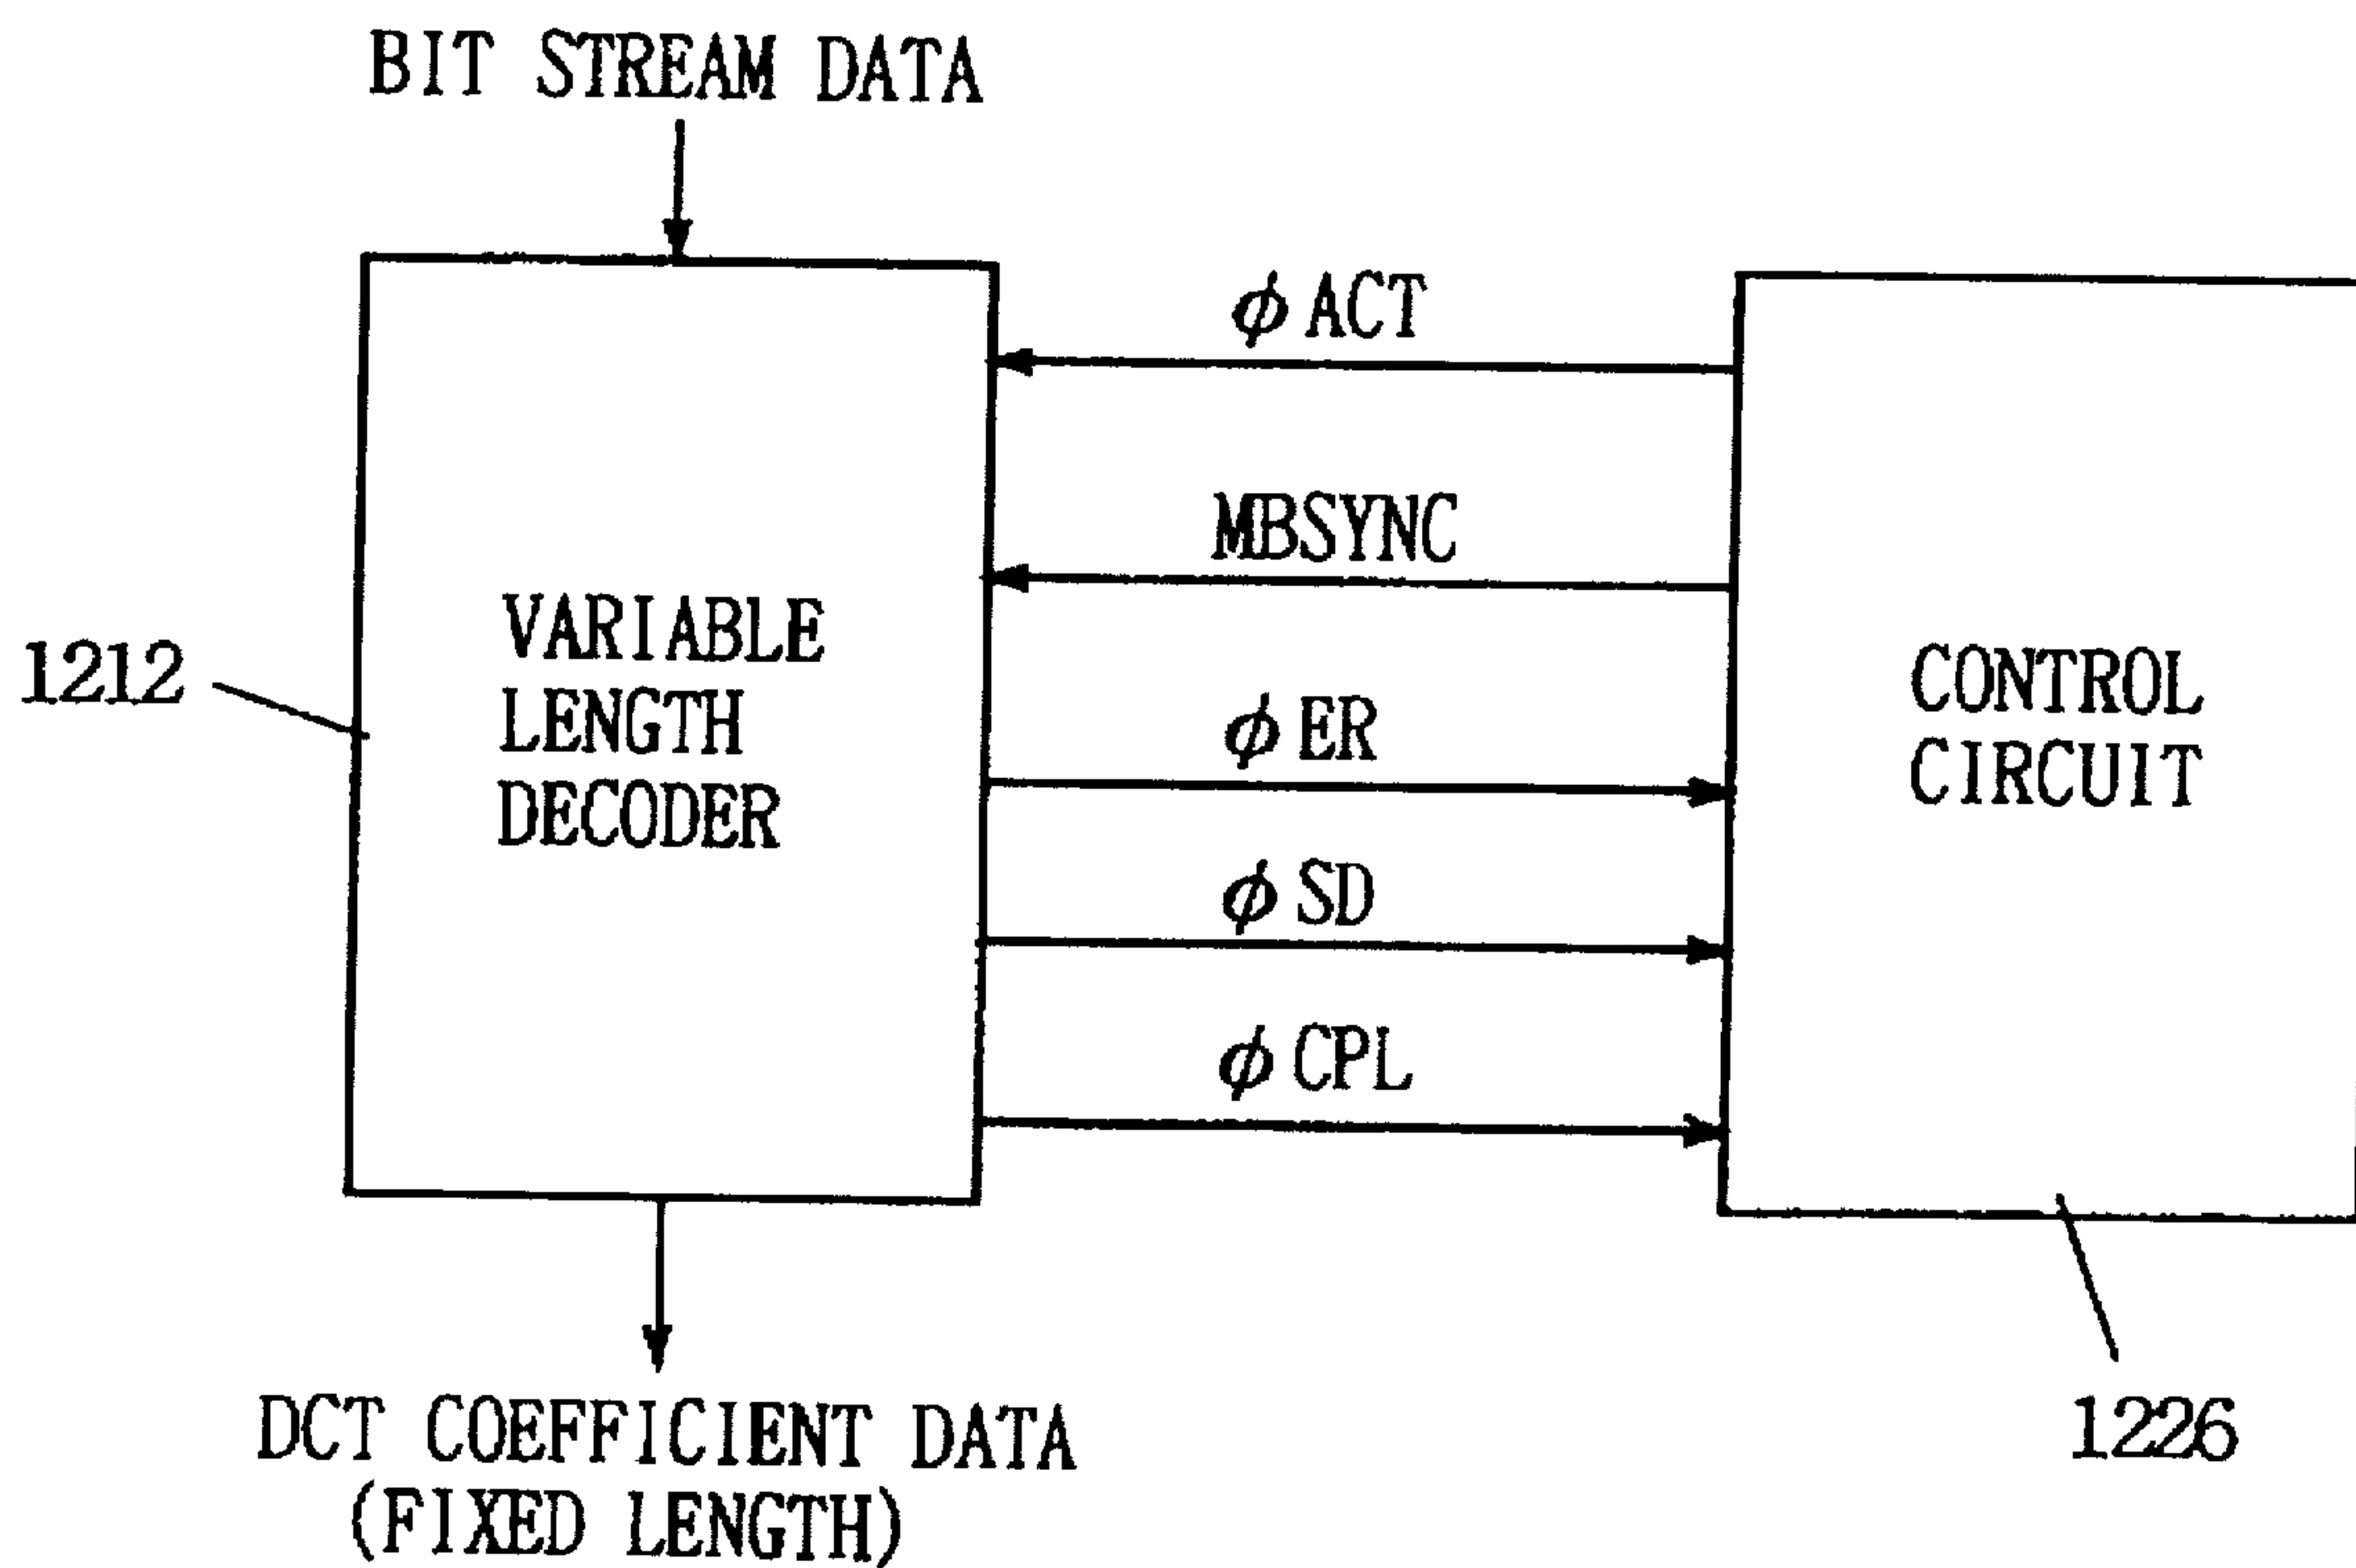 BIT STREAM DATA
φ ACT
MBSYNC
VARIABLE
LENGTH
DECODER
1212
φ ER
φ SD
φ CPL
CONTROL
CIRCUIT
1226
DCT COEFFICIENT DATA
(FIXED LENGTH)